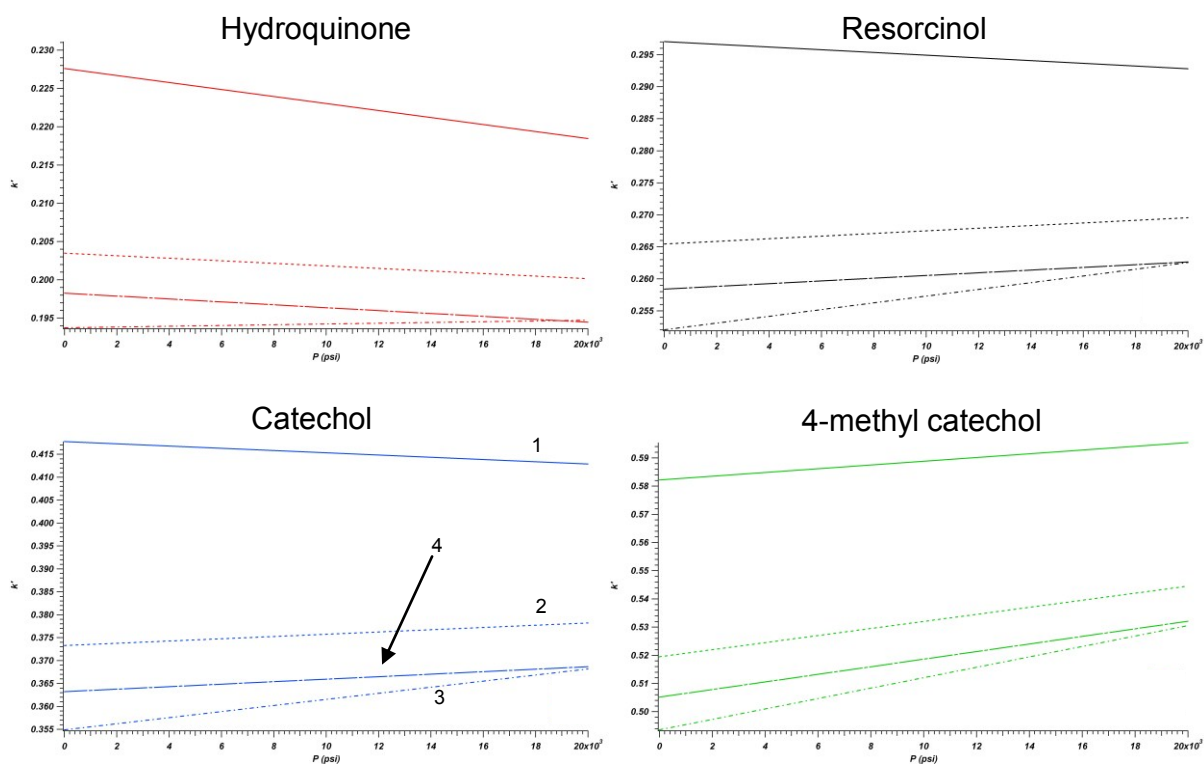 Hydroquinone
0.230
0.225
0.220
0.215
0.210
0.205
0.200
0.195
k'
0 2 4 6 8 10 12 14 16 18 20x10³
P (psi)
Resorcinol
0.295
0.290
0.285
0.280
0.275
0.270
0.265
0.260
0.255
k'
0 2 4 6 8 10 12 14 16 18 20x10³
P (psi)
Catechol
0.415
0.410
0.405
0.400
0.395
0.390
0.385
0.380
0.375
0.370
0.365
0.360
0.355
k'
1
4
2
3
0 2 4 6 8 10 12 14 16 18 20x10³
P (psi)
4-methyl catechol
0.59
0.58
0.57
0.56
0.55
0.54
0.53
0.52
0.51
0.50
k'
0 2 4 6 8 10 12 14 16 18 20x10³
P (psi)